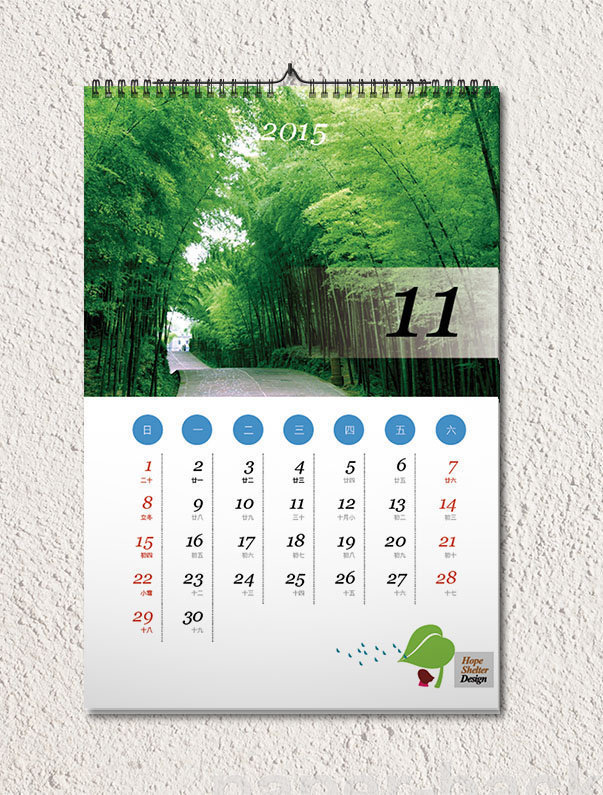 2015
11
日 一 二 三 四 五 六
1 2 3 4 5 6 7
二十 廿一 廿二 廿三 廿四 廿五 廿六
8 9 10 11 12 13 14
立冬 廿八 廿九 三十 十月小 初二 初三
15 16 17 18 19 20 21
初四 初五 初六 初七 初八 初九 初十
22 23 24 25 26 27 28
小雪 十二 十三 十四 十五 十六 十七
29 30
十八 十九
Hope
Shelter
Design